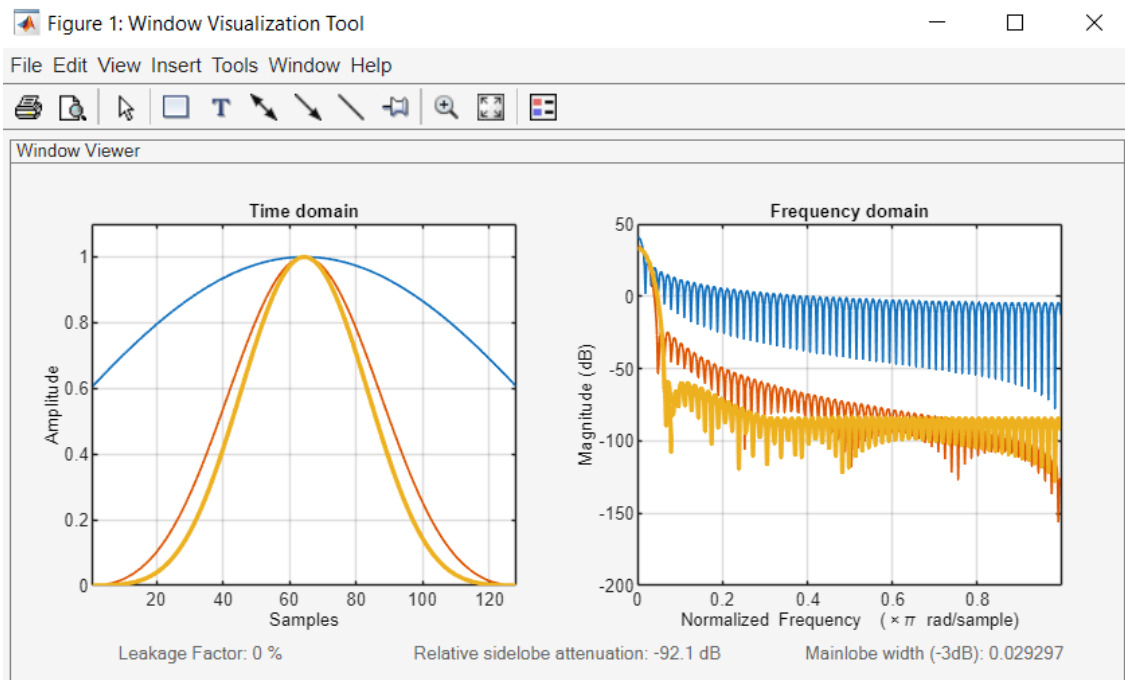 Figure 1: Window Visualization Tool
File Edit View Insert Tools Window Help
T
Window Viewer
Time domain
1
0.8
0.6
0.4
0.2
0
Amplitude
20 40 60 80 100 120
Samples
Frequency domain
50
0
-50
-100
-150
-200
Magnitude (dB)
0 0.2 0.4 0.6 0.8
Normalized Frequency (×π rad/sample)
Leakage Factor: 0 % Relative sidelobe attenuation: -92.1 dB Mainlobe width (-3dB): 0.029297